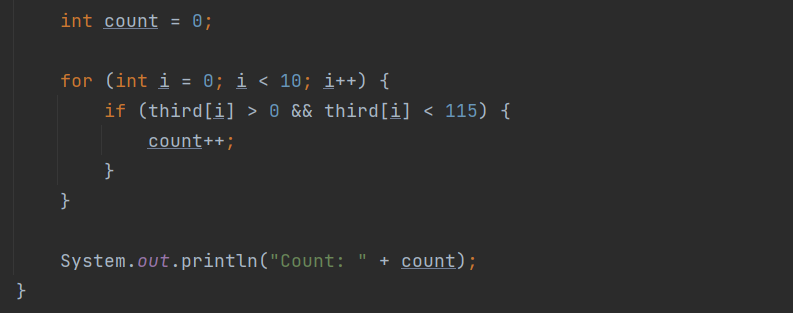 int count = 0;
for (int i = 0; i < 10; i++) {
if (third[i] > 0 && third[i] < 115) {
count++;
}
}
System.out.println("Count: " + count);
}